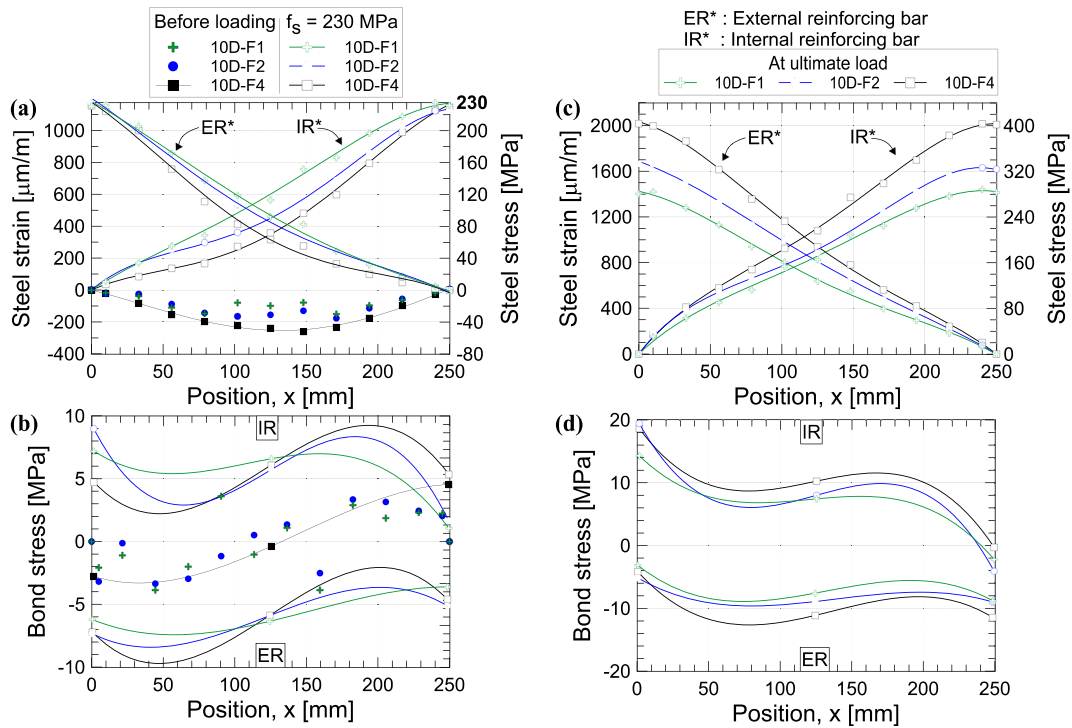 Before loading
f_s = 230 MPa
10D-F1 10D-F1
10D-F2 10D-F2
10D-F4 10D-F4
ER* : External reinforcing bar
IR* : Internal reinforcing bar
At ultimate load
10D-F1 10D-F2 10D-F4
(a)
Steel strain [μm/m]
1000
800
600
400
200
0
-200
-400
ER*
IR*
230
200
160
120
80
40
0
-40
-80
Steel stress [MPa]
0 50 100 150 200 250
Position, x [mm]
(c)
Steel strain [μm/m]
2000
1600
1200
800
400
0
ER*
IR*
400
320
240
160
80
0
Steel stress [MPa]
0 50 100 150 200 250
Position, x [mm]
(b)
Bond stress [MPa]
10
5
0
-5
-10
IR
ER
0 50 100 150 200 250
Position, x [mm]
(d)
Bond stress [MPa]
20
10
0
-10
-20
IR
ER
0 50 100 150 200 250
Position, x [mm]